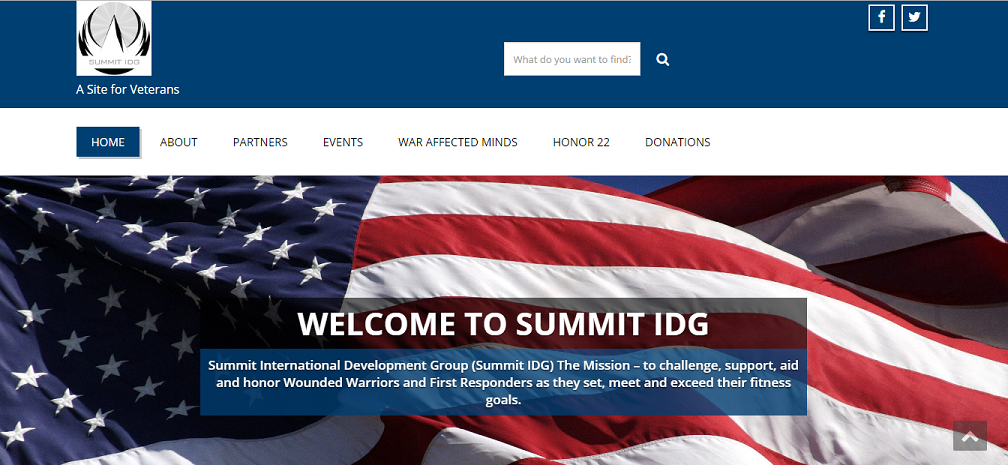 SUMMIT IDG
A Site for Veterans
What do you want to find?
HOME ABOUT PARTNERS EVENTS WAR AFFECTED MINDS HONOR 22 DONATIONS
WELCOME TO SUMMIT IDG
Summit International Development Group (Summit IDG) The Mission – to challenge, support, aid
and honor Wounded Warriors and First Responders as they set, meet and exceed their fitness
goals.